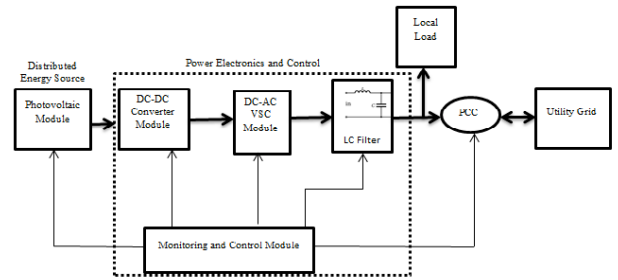 Local
Load
Power Electronics and Control
Distributed
Energy Source
Photovoltaic
Module
DC-DC
Converter
Module
DC-AC
VSC
Module
LC Filter
PCC
Utility Grid
Monitoring and Control Module